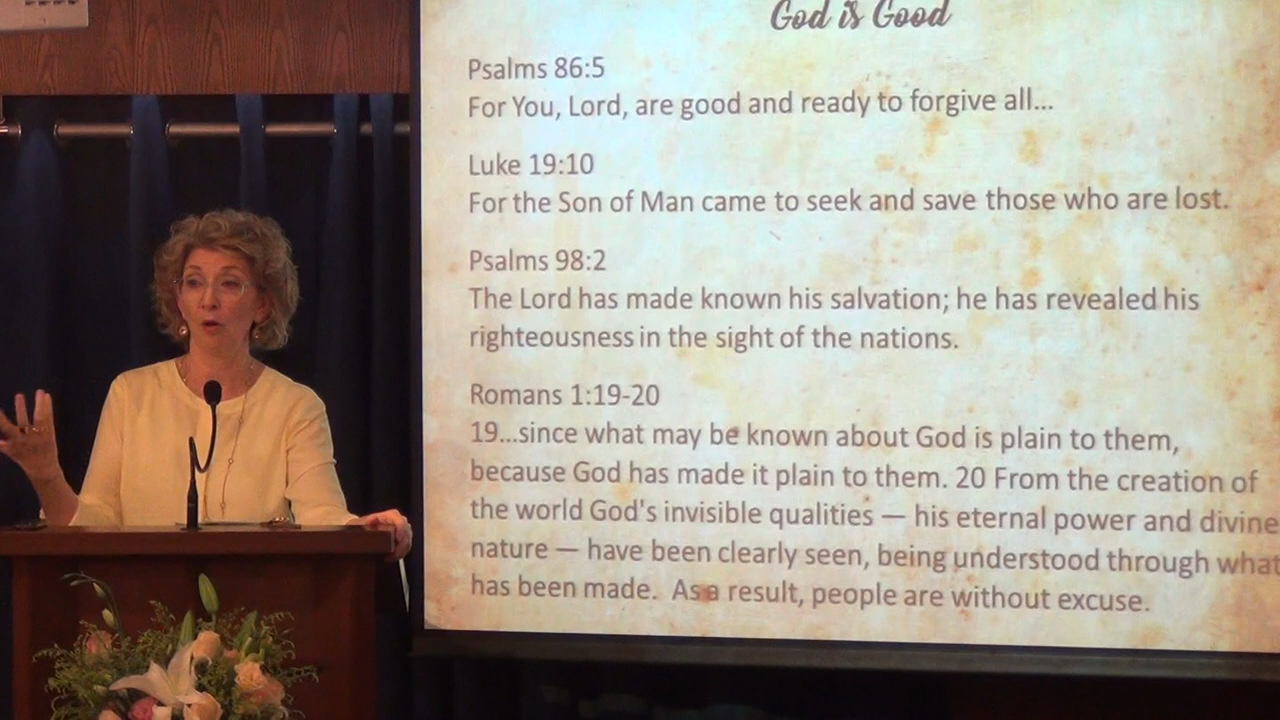 God is Good
Psalms 86:5
For You, Lord, are good and ready to forgive all...
Luke 19:10
For the Son of Man came to seek and save those who are lost.
Psalms 98:2
The Lord has made known his salvation; he has revealed his
righteousness in the sight of the nations.
Romans 1:19-20
19...since what may be known about God is plain to them,
because God has made it plain to them. 20 From the creation of
the world God's invisible qualities — his eternal power and divine
nature — have been clearly seen, being understood through what
has been made.  As a result, people are without excuse.